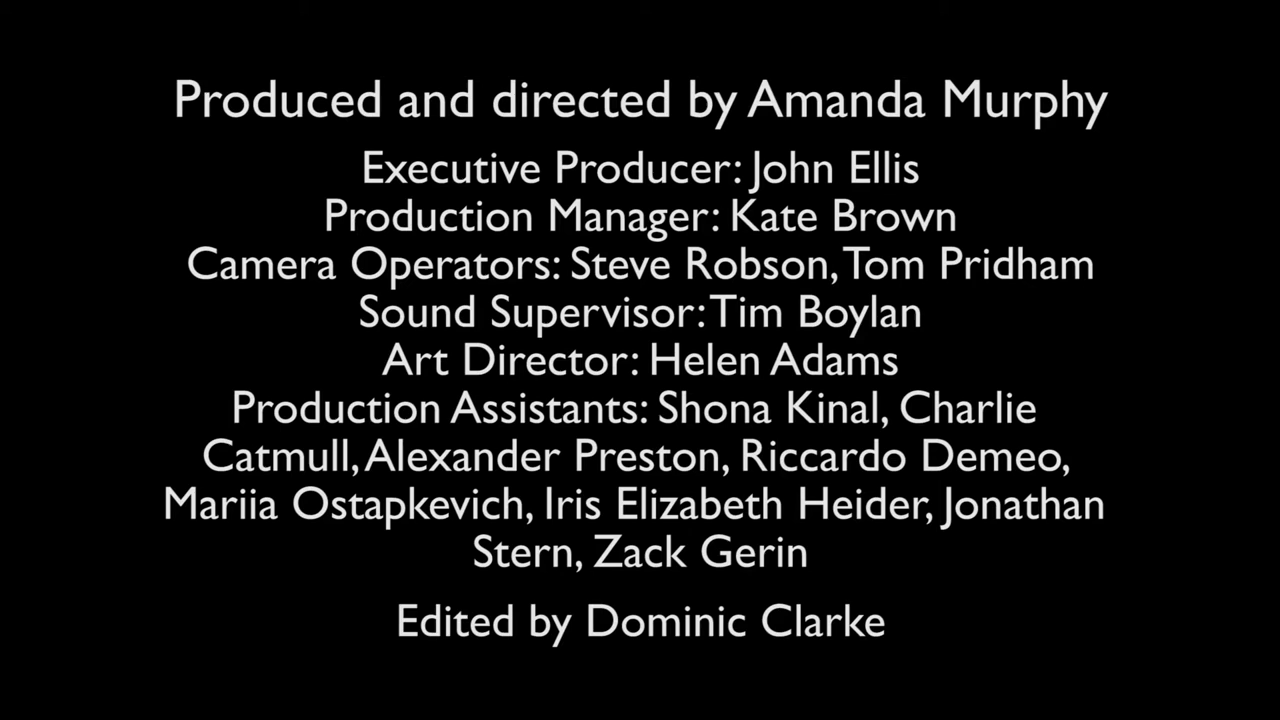 Produced and directed by Amanda Murphy
Executive Producer: John Ellis
Production Manager: Kate Brown
Camera Operators: Steve Robson, Tom Pridham
Sound Supervisor: Tim Boylan
Art Director: Helen Adams
Production Assistants: Shona Kinal, Charlie
Catmull, Alexander Preston, Riccardo Demeo,
Mariia Ostapkevich, Iris Elizabeth Heider, Jonathan
Stern, Zack Gerin
Edited by Dominic Clarke